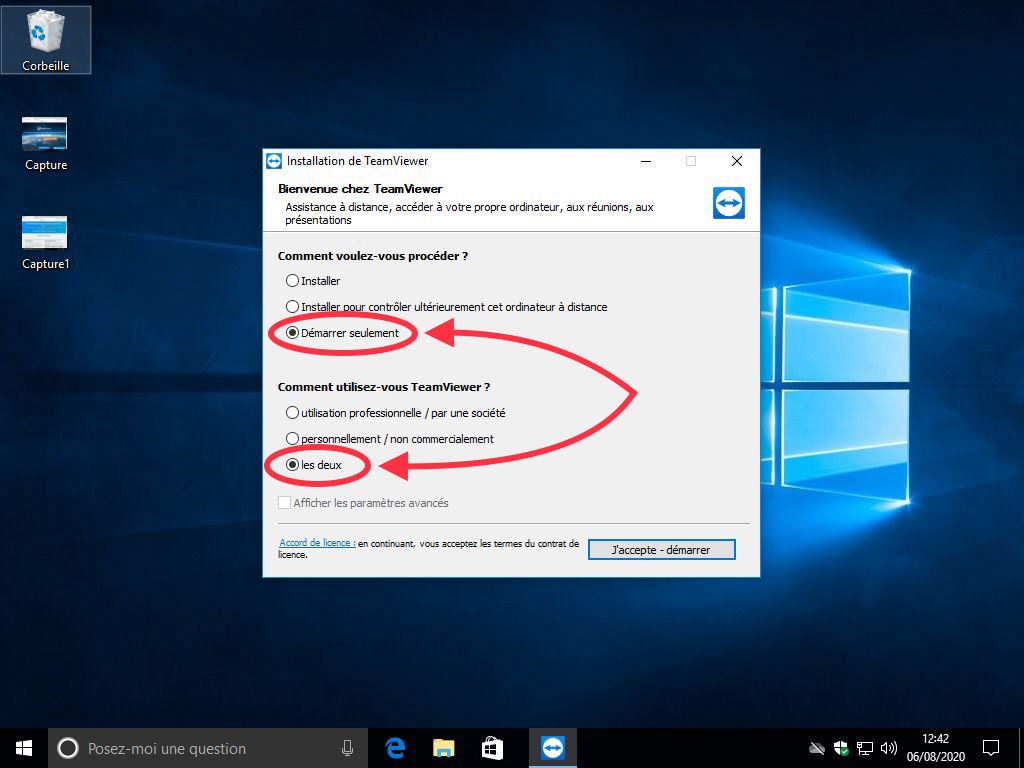 Corbeille
Capture
Capture1
Installation de TeamViewer
Bienvenue chez TeamViewer
Assistance à distance, accéder à votre propre ordinateur, aux réunions, aux
présentations
Comment voulez-vous procéder ?
Installer
Installer pour contrôler ultérieurement cet ordinateur à distance
Démarrer seulement
Comment utilisez-vous TeamViewer ?
utilisation professionnelle / par une société
personnellement / non commercialement
les deux
Afficher les paramètres avancés
Accord de licence : en continuant, vous acceptez les termes du contrat de
licence.
J'accepte - démarrer
Posez-moi une question
12:42
06/08/2020